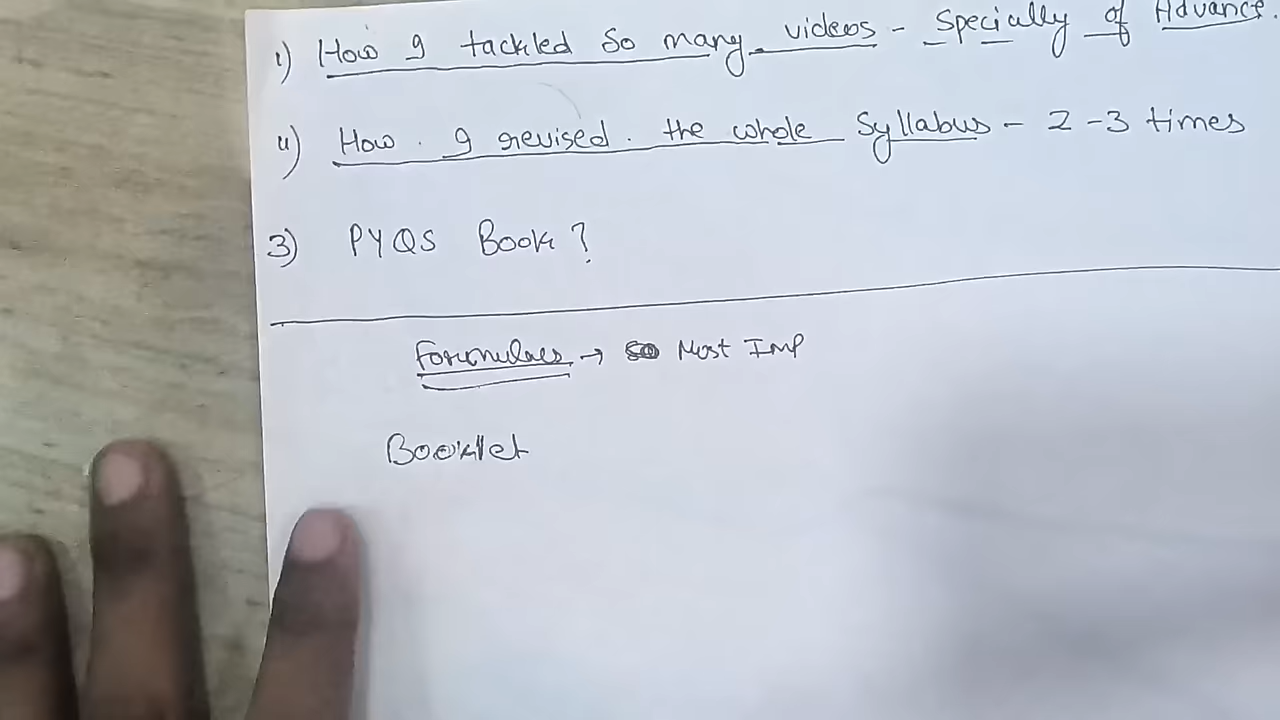 1) How I tackled so many videos - Specially of Advance.
11) How. I revised. the whole Syllabus - 2-3 times
3) PYQS Book?
Formulaes → Most Imp
Booklet